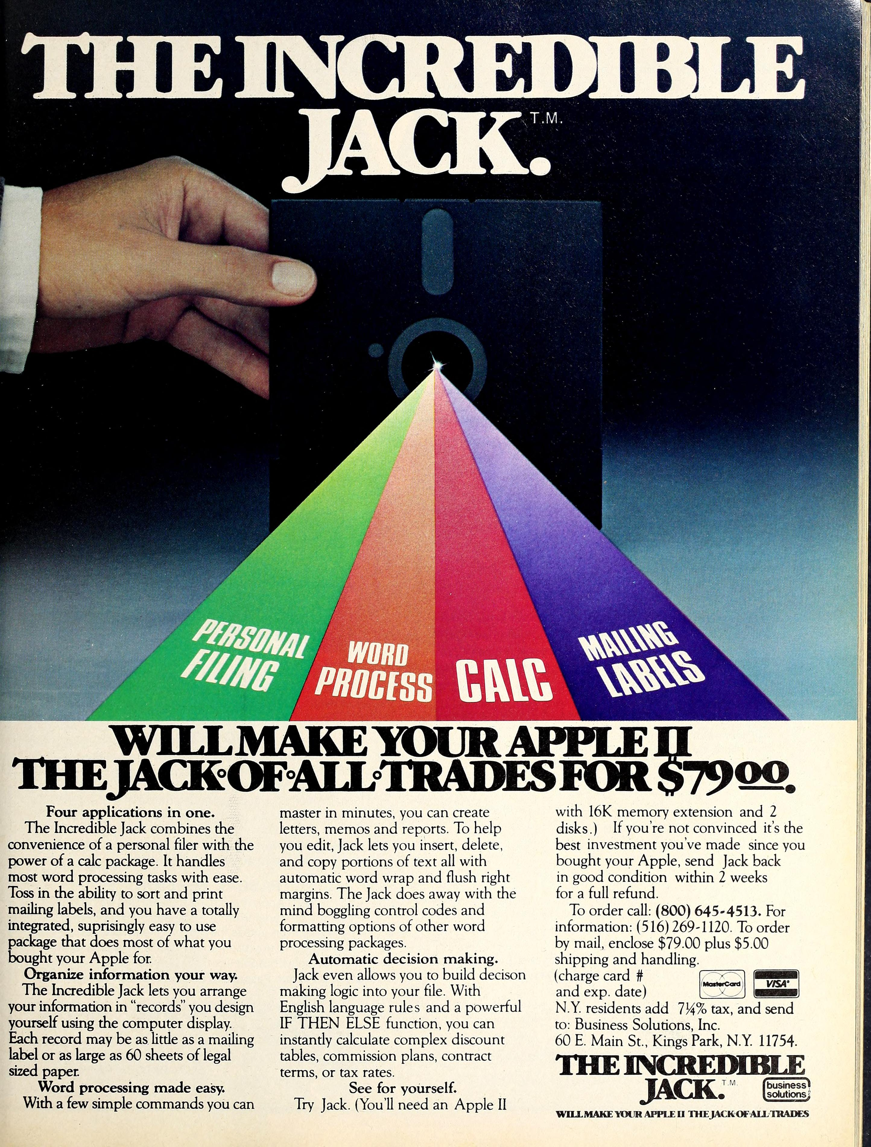 THE INCREDIBLE
JACK.
T.M.
PERSONAL
FILING
WORD
PROCESS
CALC
MAILING
LABELS
WILL MAKE YOUR APPLE II
THE JACK•OF•ALL•TRADES FOR $79 00.
Four applications in one.
The Incredible Jack combines the
convenience of a personal filer with the
power of a calc package. It handles
most word processing tasks with ease.
Toss in the ability to sort and print
mailing labels, and you have a totally
integrated, suprisingly easy to use
package that does most of what you
bought your Apple for.
Organize information your way.
The Incredible Jack lets you arrange
your information in “records” you design
yourself using the computer display.
Each record may be as little as a mailing
label or as large as 60 sheets of legal
sized paper.
Word processing made easy.
With a few simple commands you can
master in minutes, you can create
letters, memos and reports. To help
you edit, Jack lets you insert, delete,
and copy portions of text all with
automatic word wrap and flush right
margins. The Jack does away with the
mind boggling control codes and
formatting options of other word
processing packages.
Automatic decision making.
Jack even allows you to build decison
making logic into your file. With
English language rules and a powerful
IF THEN ELSE function, you can
instantly calculate complex discount
tables, commission plans, contract
terms, or tax rates.
See for yourself.
Try Jack. (You'll need an Apple II
with 16K memory extension and 2
disks.) If you're not convinced it's the
best investment you've made since you
bought your Apple, send Jack back
in good condition within 2 weeks
for a full refund.
To order call: (800) 645-4513. For
information: (516) 269-1120. To order
by mail, enclose $79.00 plus $5.00
shipping and handling.
(charge card #
and exp. date)
MasterCard
VISA®
N.Y. residents add 7¼% tax, and send
to: Business Solutions, Inc.
60 E. Main St., Kings Park, N.Y. 11754.
THE INCREDIBLE
JACK.
T.M.
business
solutions
WILL MAKE YOUR APPLE II THE JACK OF ALL TRADES